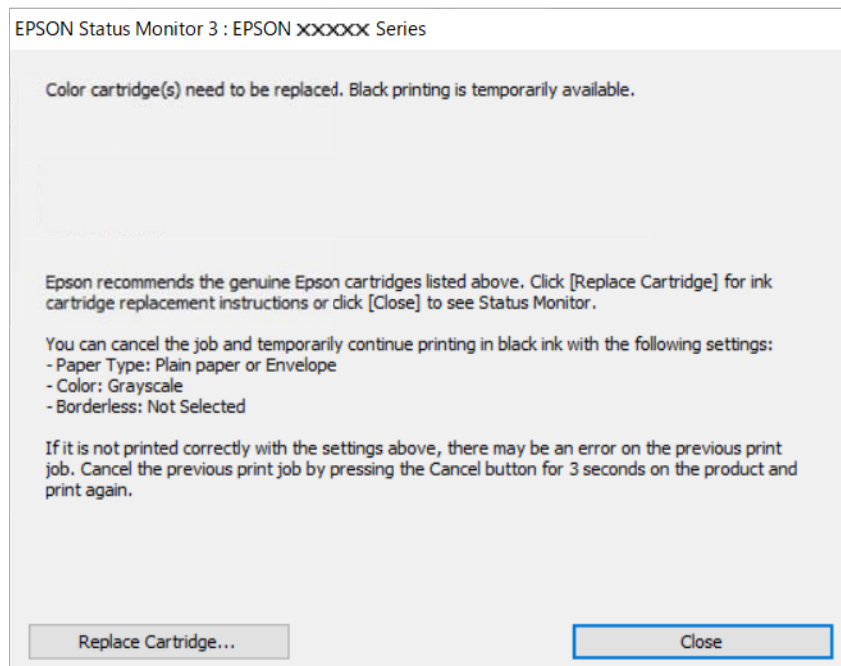 EPSON Status Monitor 3 : EPSON XXXXX Series
Color cartridge(s) need to be replaced. Black printing is temporarily available.
Epson recommends the genuine Epson cartridges listed above. Click [Replace Cartridge] for ink
cartridge replacement instructions or click [Close] to see Status Monitor.
You can cancel the job and temporarily continue printing in black ink with the following settings:
- Paper Type: Plain paper or Envelope
- Color: Grayscale
- Borderless: Not Selected
If it is not printed correctly with the settings above, there may be an error on the previous print
job. Cancel the previous print job by pressing the Cancel button for 3 seconds on the product and
print again.
Replace Cartridge...
Close